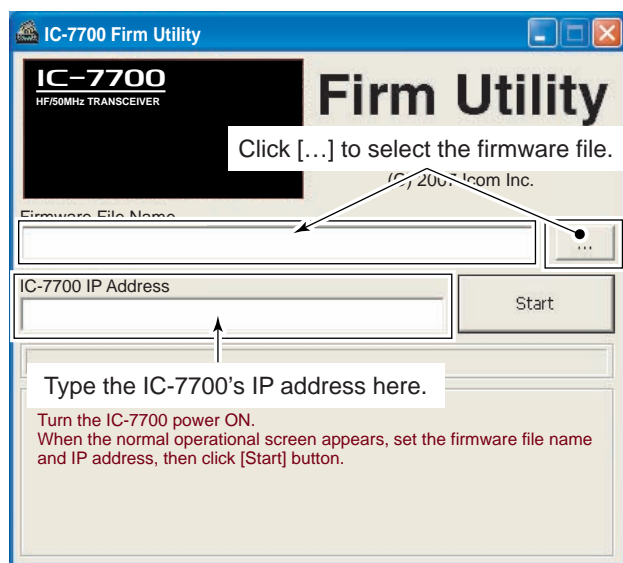 IC-7700 Firm Utility
IC-7700
HF/50MHz TRANSCEIVER
Firm Utility
Click […] to select the firmware file.
(C) 2007 Icom Inc.
Firmware File Name
...
IC-7700 IP Address
Start
Type the IC-7700's IP address here.
Turn the IC-7700 power ON.
When the normal operational screen appears, set the firmware file name
and IP address, then click [Start] button.